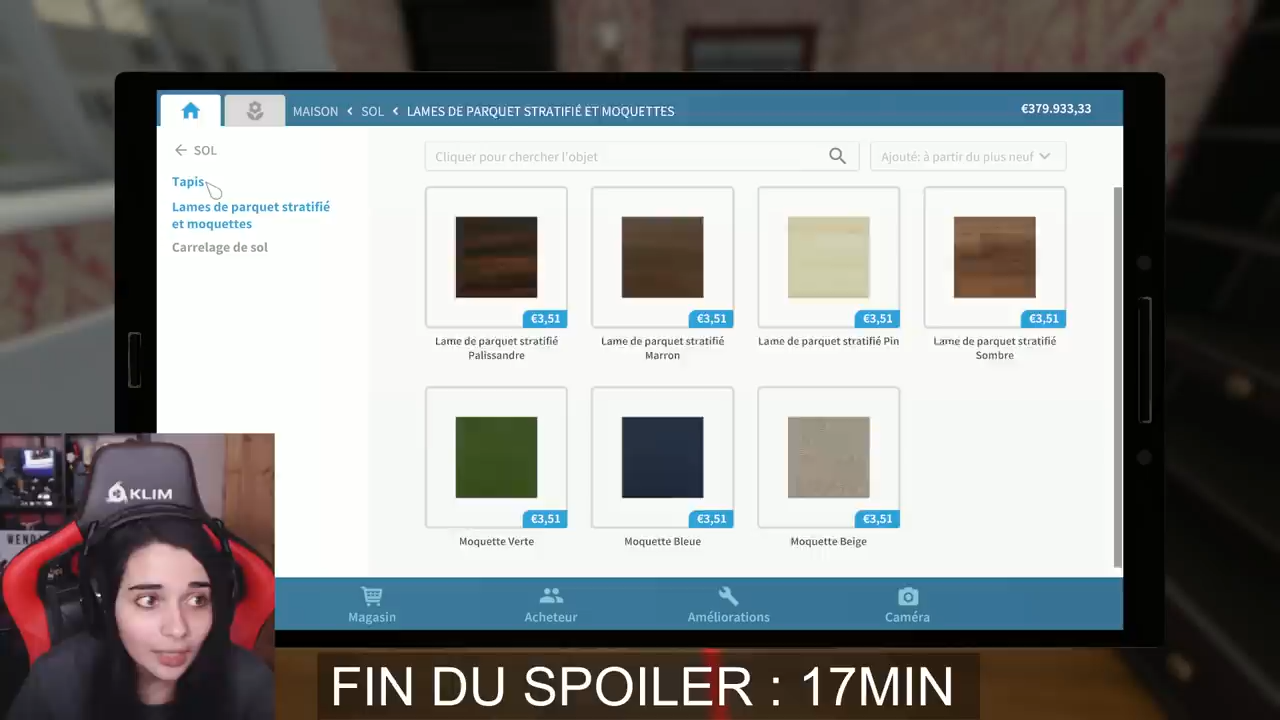 MAISON < SOL < LAMES DE PARQUET STRATIFIÉ ET MOQUETTES
€379.933,33
SOL
Cliquer pour chercher l'objet
Ajouté: à partir du plus neuf
Tapis
Lames de parquet stratifié
et moquettes
Carrelage de sol
€3,51
€3,51
€3,51
€3,51
Lame de parquet stratifié
Palissandre
Lame de parquet stratifié
Marron
Lame de parquet stratifié Pin
Lame de parquet stratifié
Sombre
€3,51
€3,51
€3,51
Moquette Verte
Moquette Bleue
Moquette Beige
KLIM
WEND
Magasin
Acheteur
Améliorations
Caméra
FIN DU SPOILER : 17MIN